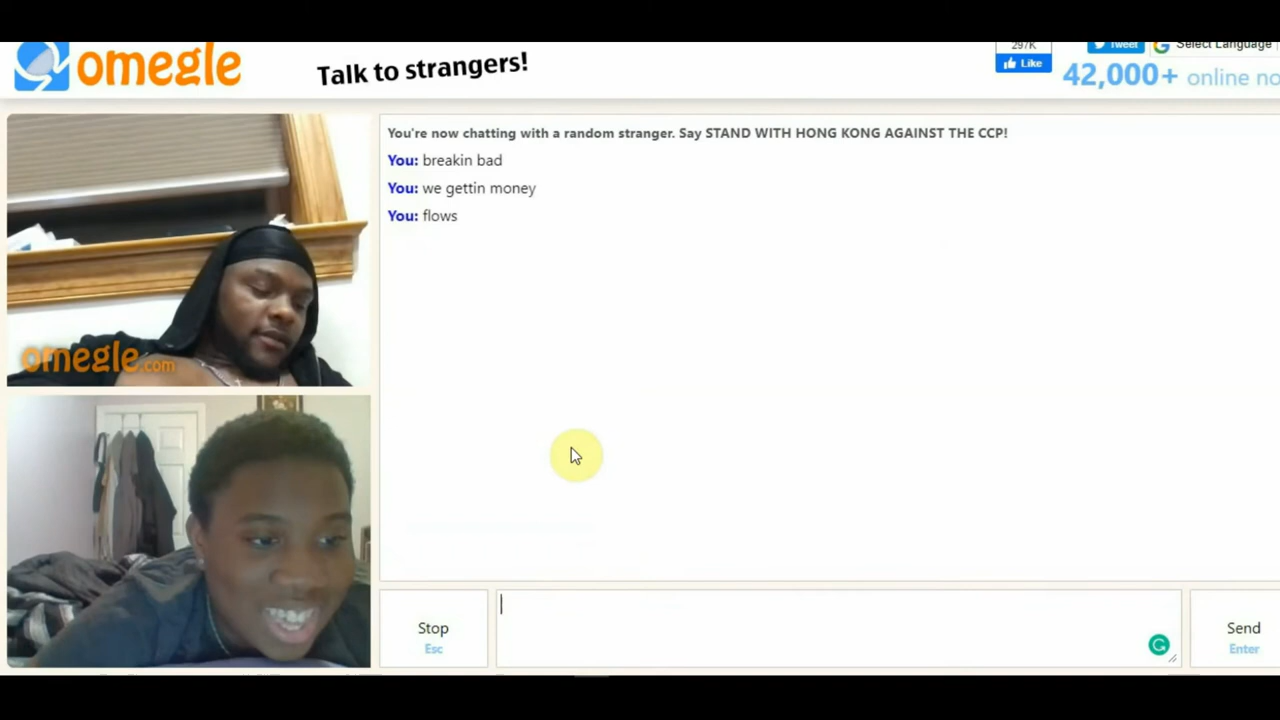 omegle
Talk to strangers!
297K
Tweet
Select Language
Like
42,000+ online no
You're now chatting with a random stranger. Say STAND WITH HONG KONG AGAINST THE CCP!
You: breakin bad
You: we gettin money
You: flows
omegle.com
Stop
Esc
Send
Enter